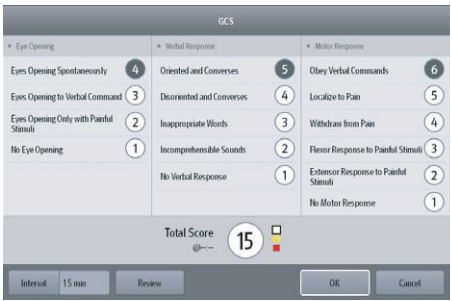 GCS
Eye Opening
Eyes Opening Spontaneously 4
Eyes Opening to Verbal Command 3
Eyes Opening Only with Painful
Stimuli 2
No Eye Opening 1
Verbal Response
Oriented and Converses 5
Disoriented and Converses 4
Inappropriate Words 3
Incomprehensible Sounds 2
No Verbal Response 1
Motor Response
Obey Verbal Commands 6
Localize to Pain 5
Withdraw from Pain 4
Flexor Response to Painful Stimuli 3
Extensor Response to Painful
Stimuli 2
No Motor Response 1
Total Score 15
@--:--
Interval 15 min Review OK Cancel